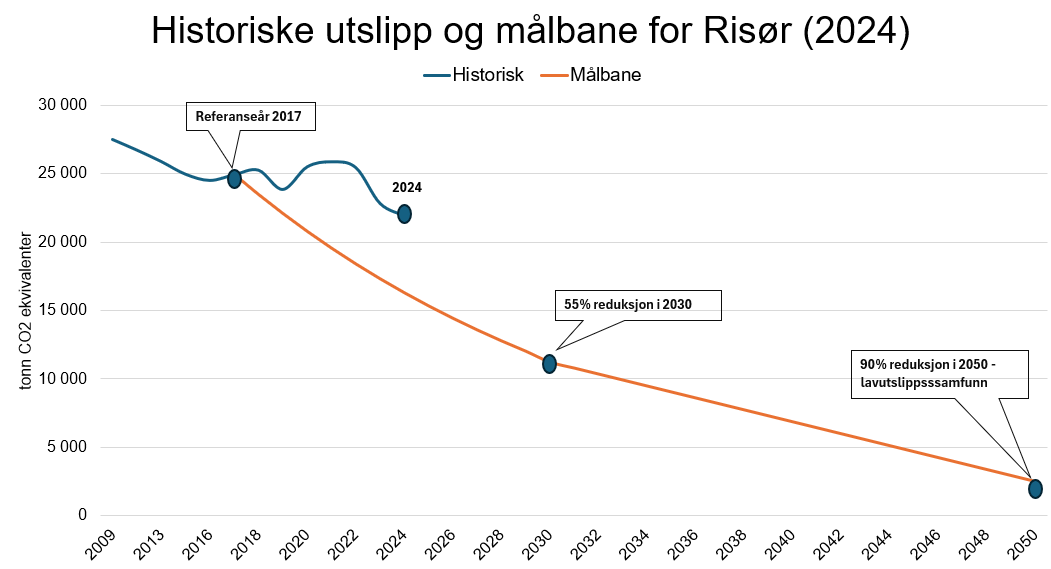 Historiske utslipp og målbane for Risør (2024)
Historisk Målbane
30 000
25 000
20 000
15 000
10 000
5 000
0
tonn CO2 ekvivalenter
Referanseår 2017
2024
55% reduksjon i 2030
90% reduksjon i 2050 -
lavutslippsssamfunn
2009 2013 2016 2018 2020 2022 2024 2026 2028 2030 2032 2034 2036 2038 2040 2042 2044 2046 2048 2050